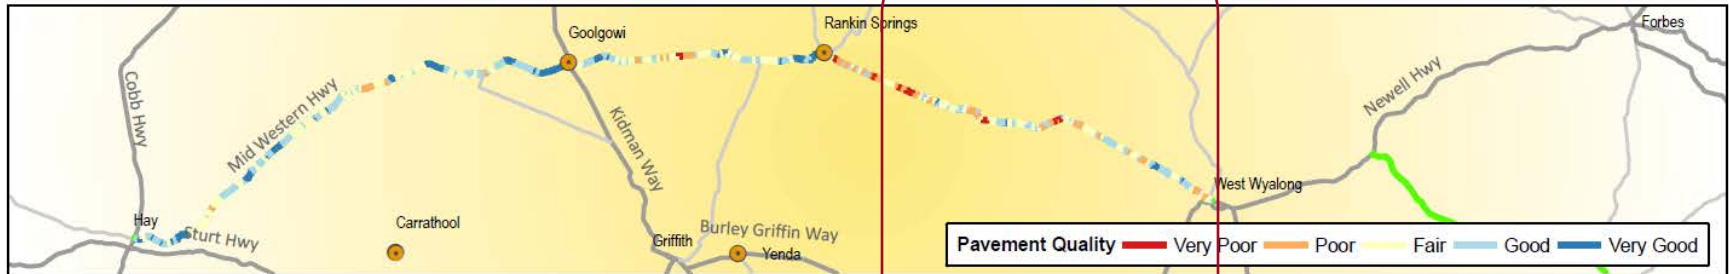 Rankin Springs
Forbes
Goolgowi
Cobb Hwy
Mid Western Hwy
Kidman Way
Newell Hwy
West Wyalong
Hay
Sturt Hwy
Carrathool
Griffith
Burley Griffin Way
Yenda
Pavement Quality Very Poor Poor Fair Good Very Good